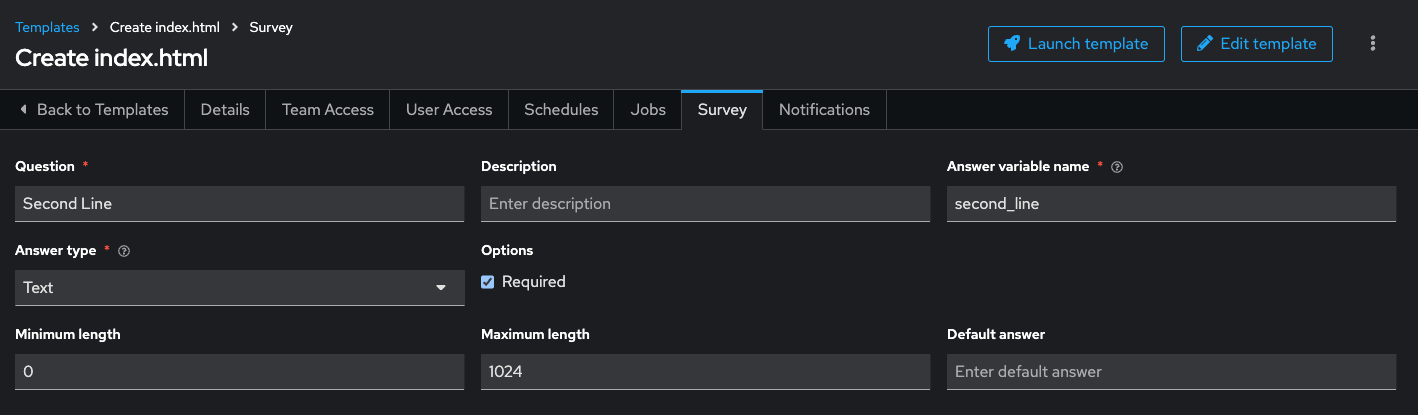 Templates > Create index.html > Survey
Create index.html
Launch template
Edit template
Back to Templates
Details
Team Access
User Access
Schedules
Jobs
Survey
Notifications
Question *
Description
Answer variable name * ?
Second Line
Enter description
second_line
Answer type * ?
Options
Text
Required
Minimum length
Maximum length
Default answer
0
1024
Enter default answer